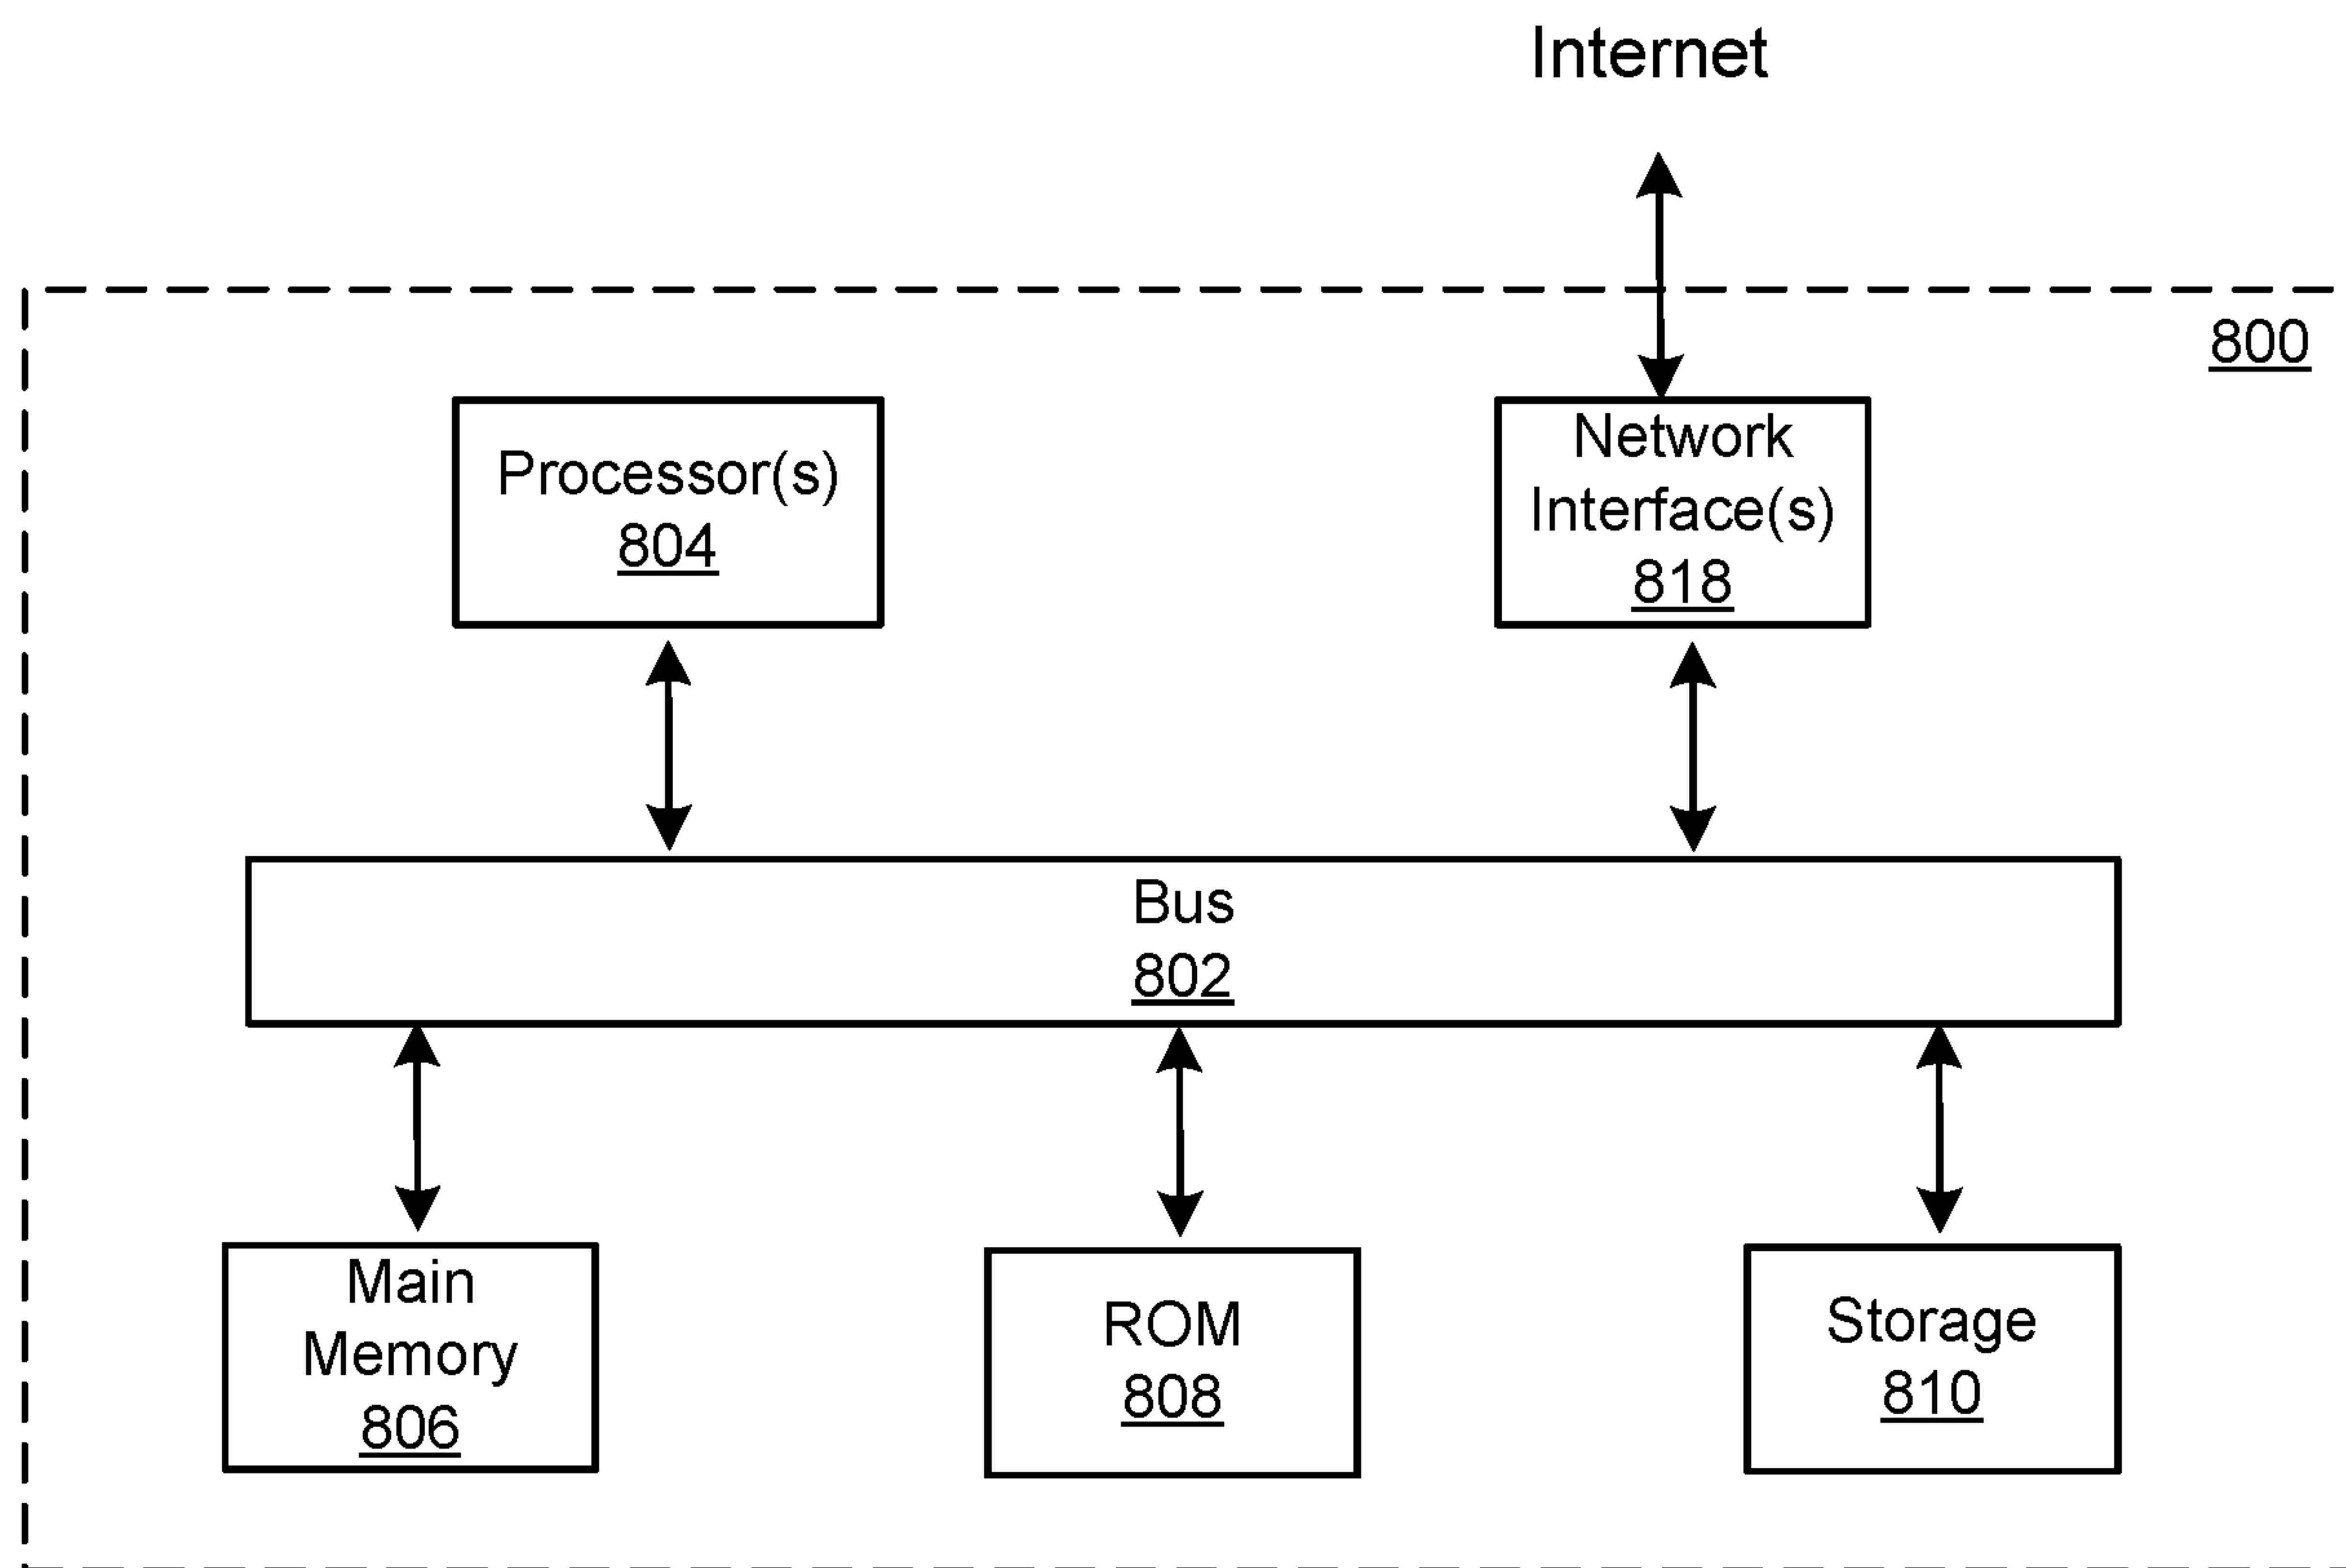 Internet
800
Processor(s)
804
Network
Interface(s)
818
Bus
802
Main
Memory
806
ROM
808
Storage
810